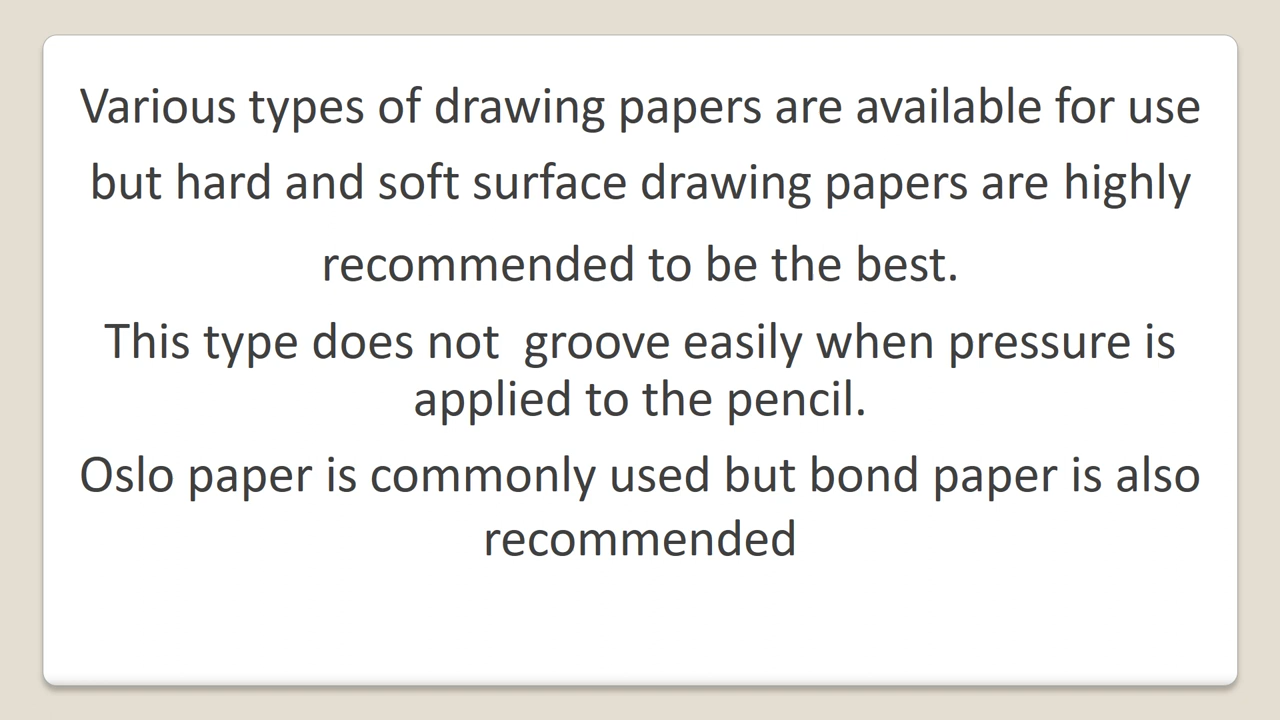 Various types of drawing papers are available for use
but hard and soft surface drawing papers are highly
recommended to be the best.
This type does not  groove easily when pressure is
applied to the pencil.
Oslo paper is commonly used but bond paper is also
recommended